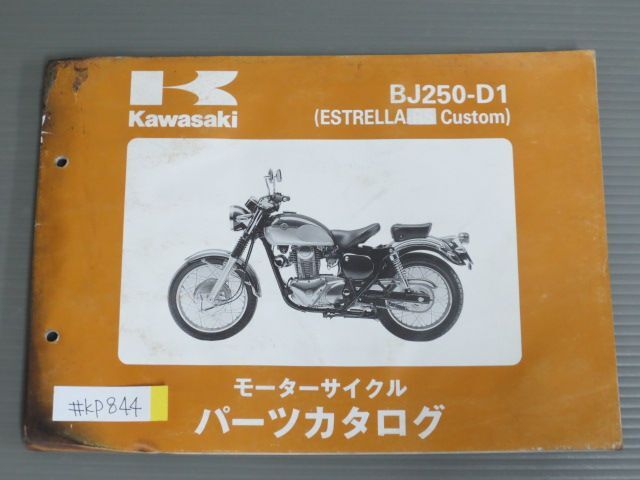 Kawasaki
BJ250-D1
(ESTRELLA Custom)
モーターサイクル
パーツカタログ
#KP844